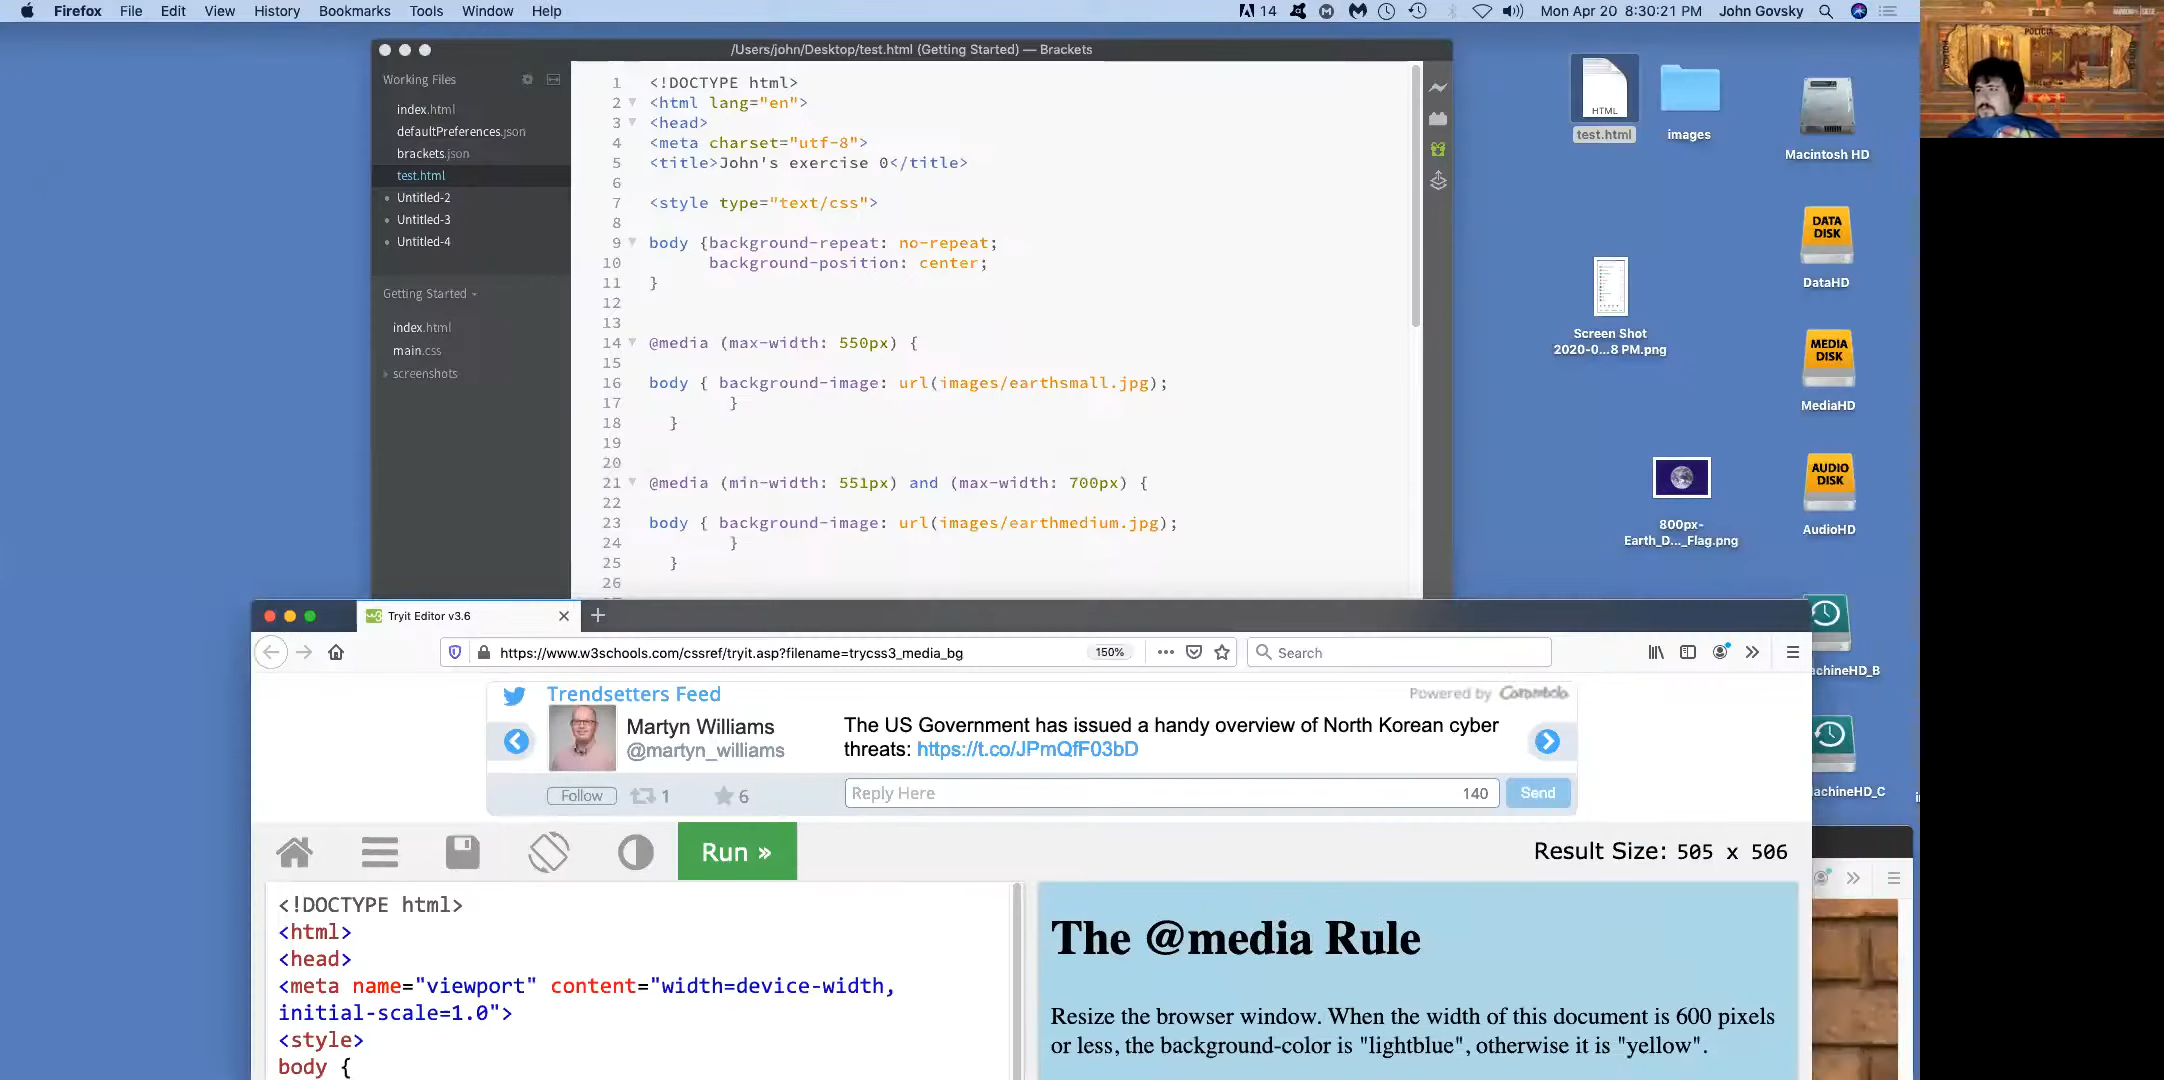 Firefox File Edit View History Bookmarks Tools Window Help
14
Mon Apr 20 8:30:21 PM John Govsky
/Users/john/Desktop/test.html (Getting Started) — Brackets
Working Files
index.html
defaultPreferences.json
brackets.json
test.html
Untitled-2
Untitled-3
Untitled-4
Getting Started
index.html
main.css
screenshots
1 <!DOCTYPE html>
2 <html lang="en">
3 <head>
4 <meta charset="utf-8">
5 <title>John's exercise 0</title>
6
7 <style type="text/css">
8
9 body {background-repeat: no-repeat;
10 background-position: center;
11 }
12
13
14 @media (max-width: 550px) {
15
16 body { background-image: url(images/earthsmall.jpg);
17 }
18 }
19
20
21 @media (min-width: 551px) and (max-width: 700px) {
22
23 body { background-image: url(images/earthmedium.jpg);
24 }
25 }
26
HTML
test.html
images
Macintosh HD
DATA
DISK
DataHD
Screen Shot
2020-0...8 PM.png
MEDIA
DISK
MediaHD
800px-
Earth_D..._Flag.png
AUDIO
DISK
AudioHD
achineHD_B
achineHD_C
Tryit Editor v3.6
https://www.w3schools.com/cssref/tryit.asp?filename=trycss3_media_bg
150%
Search
Trendsetters Feed
Powered by Carambola
Martyn Williams
@martyn_williams
The US Government has issued a handy overview of North Korean cyber
threats: https://t.co/JPmQfF03bD
Follow 1 6
Reply Here 140 Send
Run »
Result Size: 505 x 506
<!DOCTYPE html>
<html>
<head>
<meta name="viewport" content="width=device-width,
initial-scale=1.0">
<style>
body {
The @media Rule
Resize the browser window. When the width of this document is 600 pixels
or less, the background-color is "lightblue", otherwise it is "yellow".